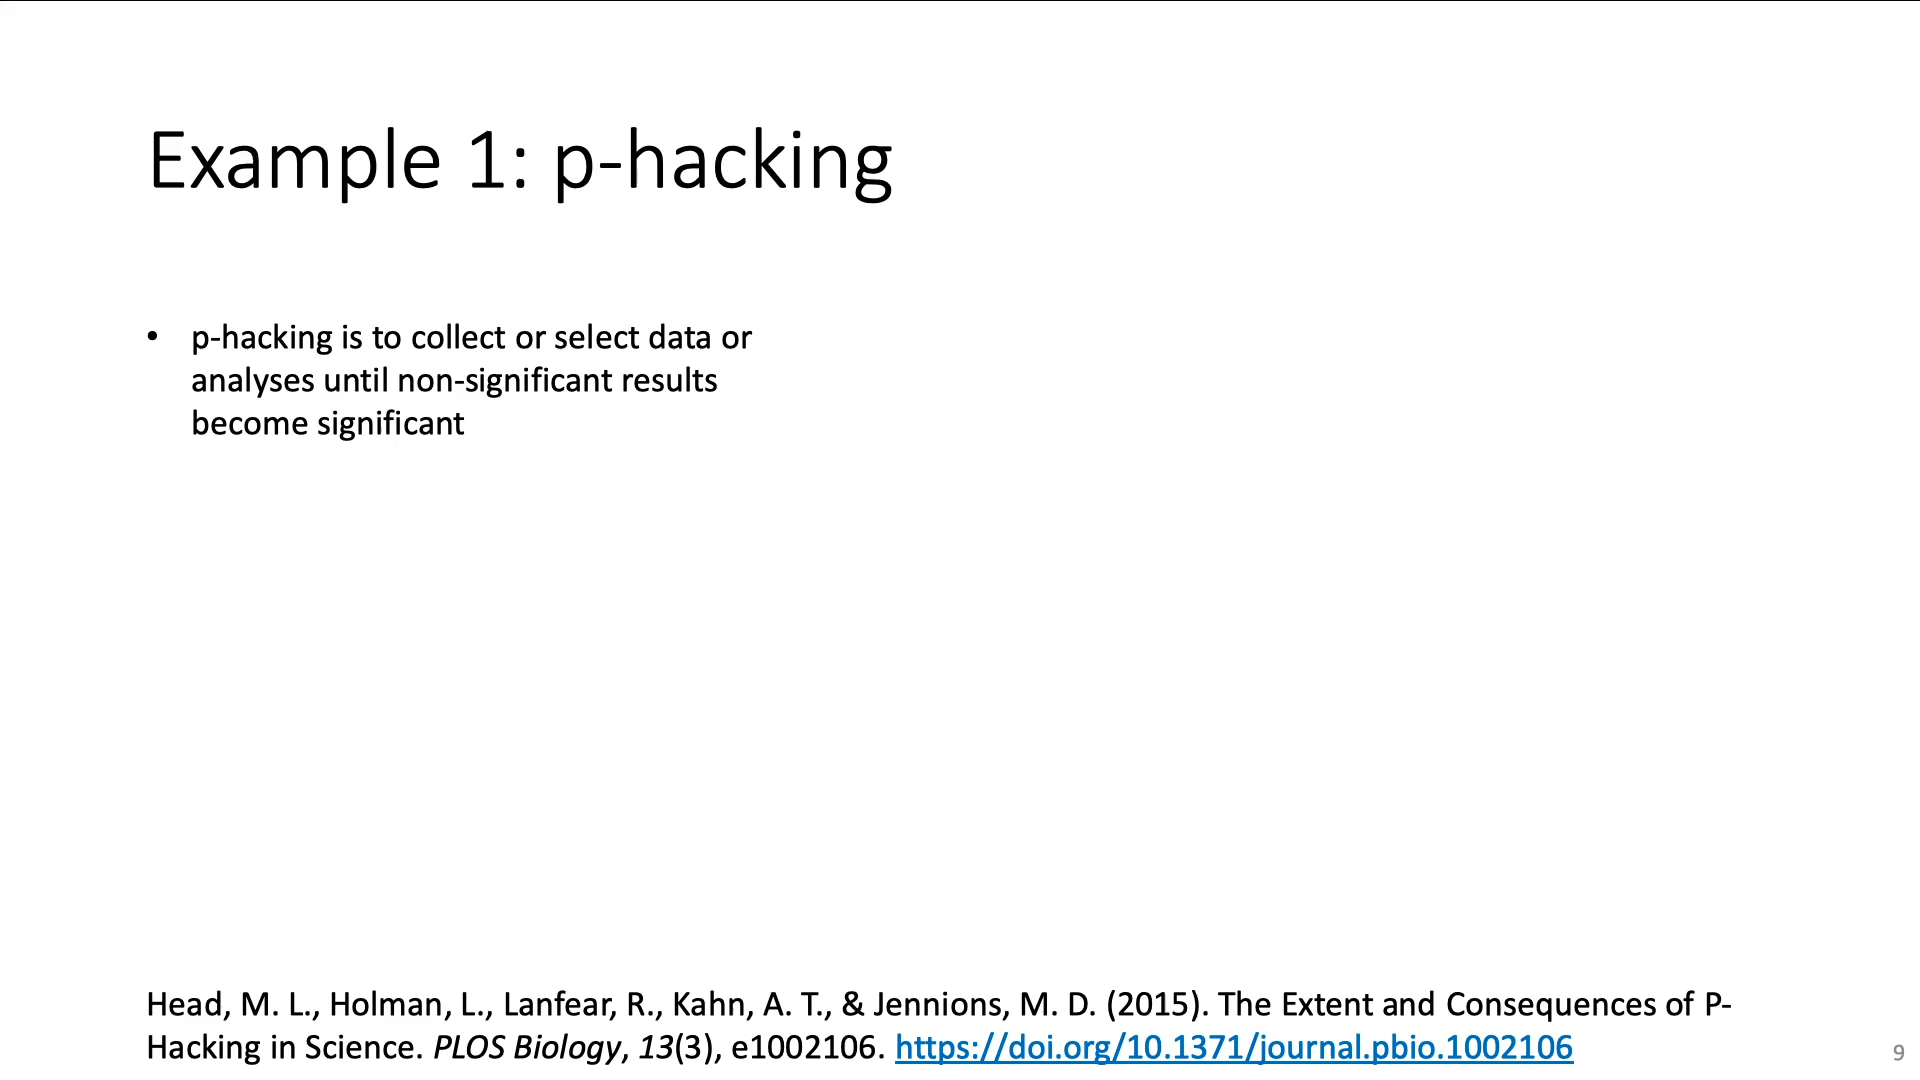 Example 1: p-hacking
• p-hacking is to collect or select data or
analyses until non-significant results
become significant
Head, M. L., Holman, L., Lanfear, R., Kahn, A. T., & Jennions, M. D. (2015). The Extent and Consequences of P-
Hacking in Science. PLOS Biology, 13(3), e1002106. https://doi.org/10.1371/journal.pbio.1002106
9